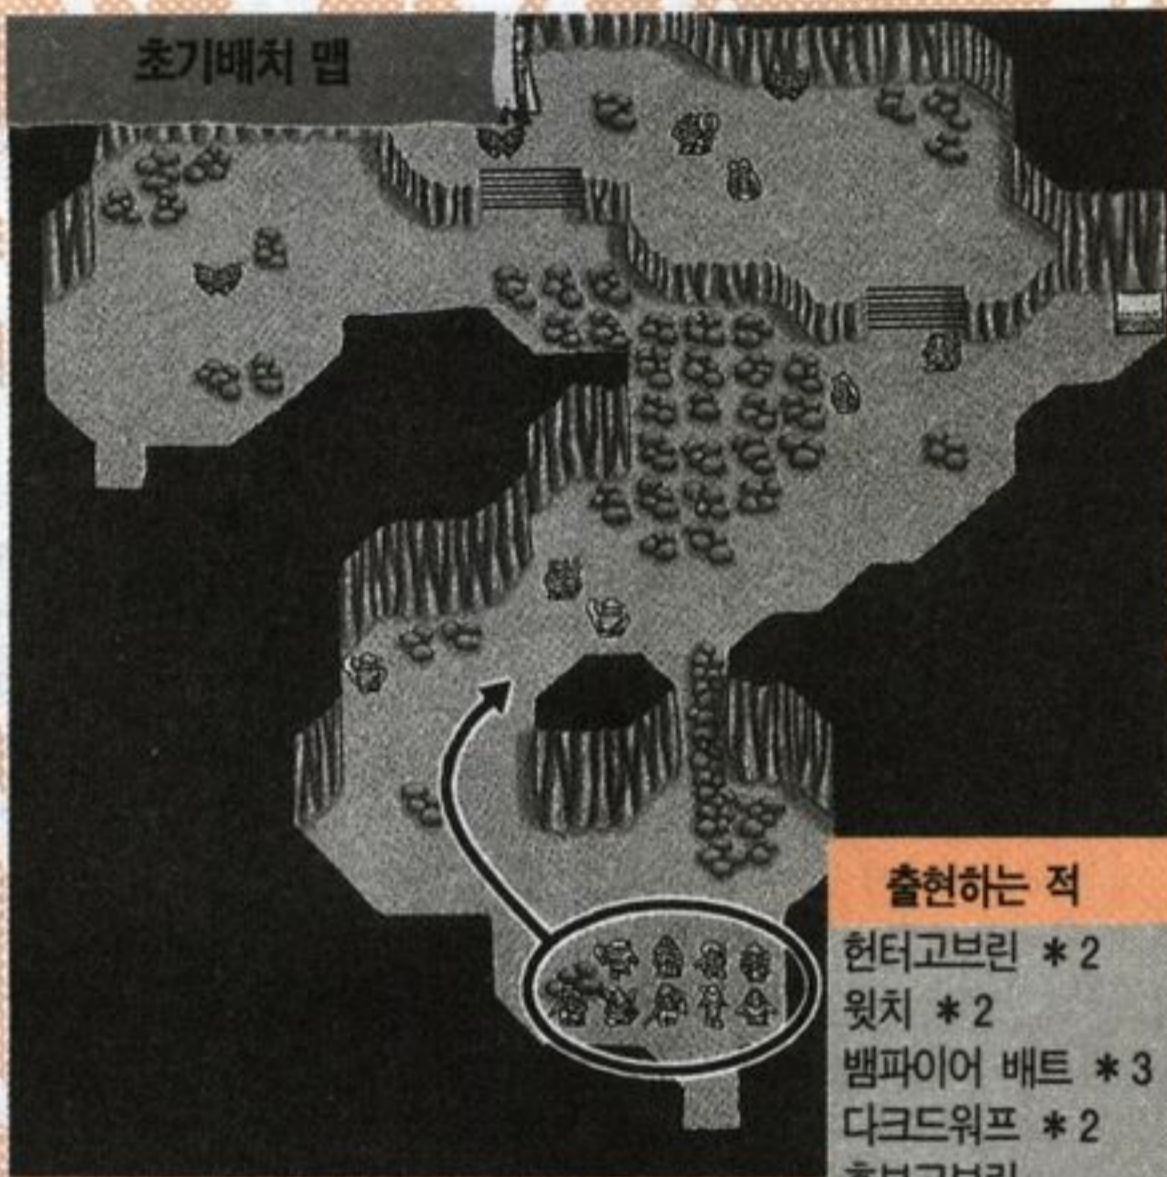 초기배치 맵
출현하는 적
헌터고브린 *2
윗치 *2
뱀파이어 배트 *3
다크드워프 *2